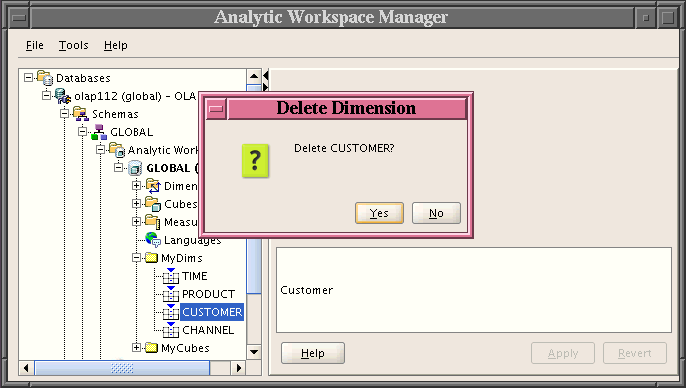 Analytic Workspace Manager
File Tools Help
Databases
olap112 (global) - OLA
Schemas
GLOBAL
Analytic Work
GLOBAL (
Dimen
Cubes
Measu
Languages
MyDims
TIME
PRODUCT
CUSTOMER
CHANNEL
MyCubes
Delete Dimension
Delete CUSTOMER?
Yes No
Customer
Help Apply Revert